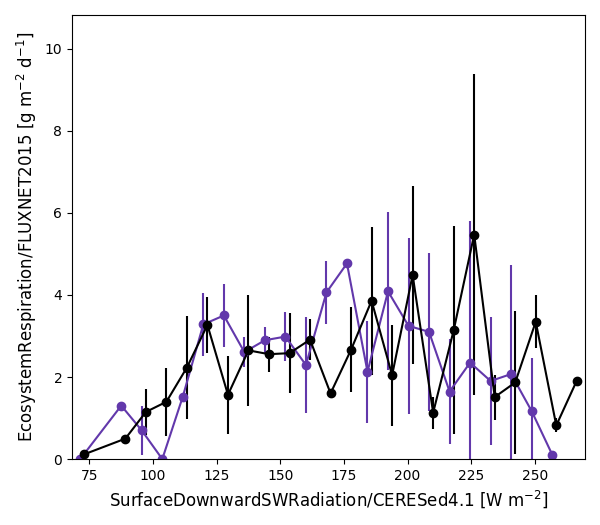 EcosystemRespiration/FLUXNET2015 [g m⁻² d⁻¹]
10
8
6
4
2
0
75 100 125 150 175 200 225 250
SurfaceDownwardSWRadiation/CERESed4.1 [W m⁻²]